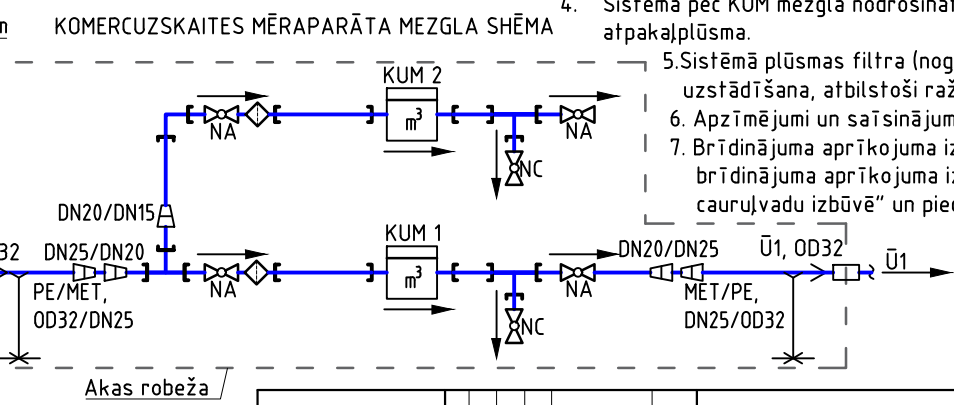 KOMERCUZSKAITES MĒRAPARĀTA MEZGLA SHĒMA
4. Sistēma pēc KUM mezgla nodrošināt
atpakaļplūsma.
5.Sistēmā plūsmas filtra (nog
uzstādīšana, atbilstoši raž
6. Apzīmējumi un saīsinājum
7. Brīdinājuma aprīkojuma iz
brīdinājuma aprīkojuma iz
cauruļvadu izbūvē" un pied
KUM 2
m³
NA
NA
NC
DN20/DN15
32
DN25/DN20
KUM 1
m³
DN20/DN25
Ū1, OD32
Ū1
NA
NA
PE/MET,
OD32/DN25
MET/PE,
DN25/OD32
NC
Akas robeža